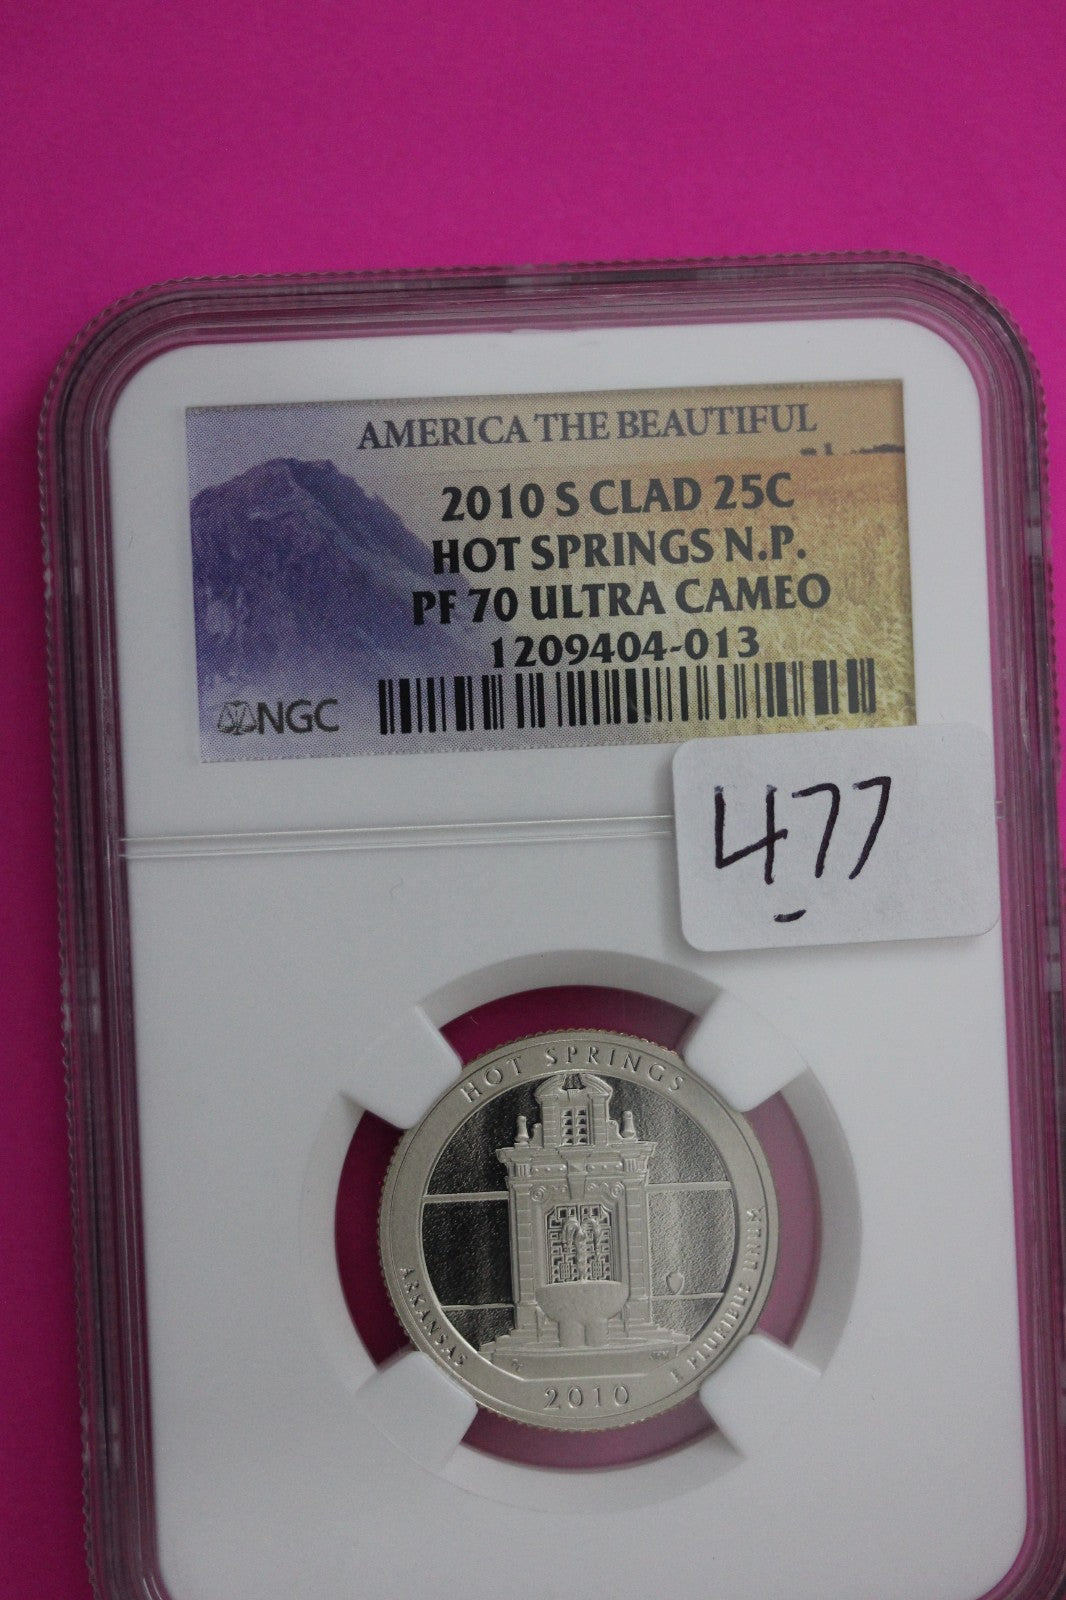 AMERICA THE BEAUTIFUL
2010 S CLAD 25C
HOT SPRINGS N.P.
PF 70 ULTRA CAMEO
1209404-013
NGC
477
HOT SPRINGS
ARKANSAS
2010
E PLURIBUS UNUM